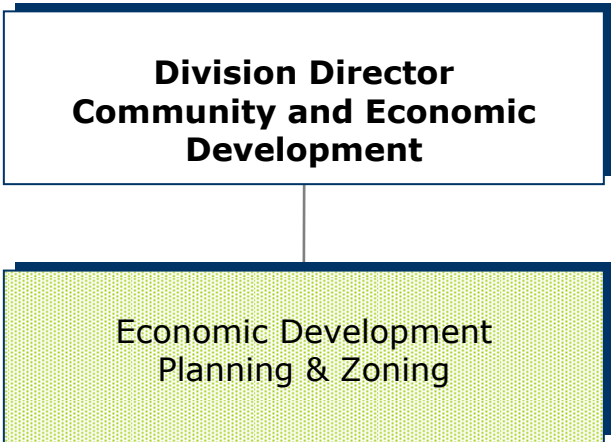 Division Director
Community and Economic
Development
Economic Development
Planning & Zoning